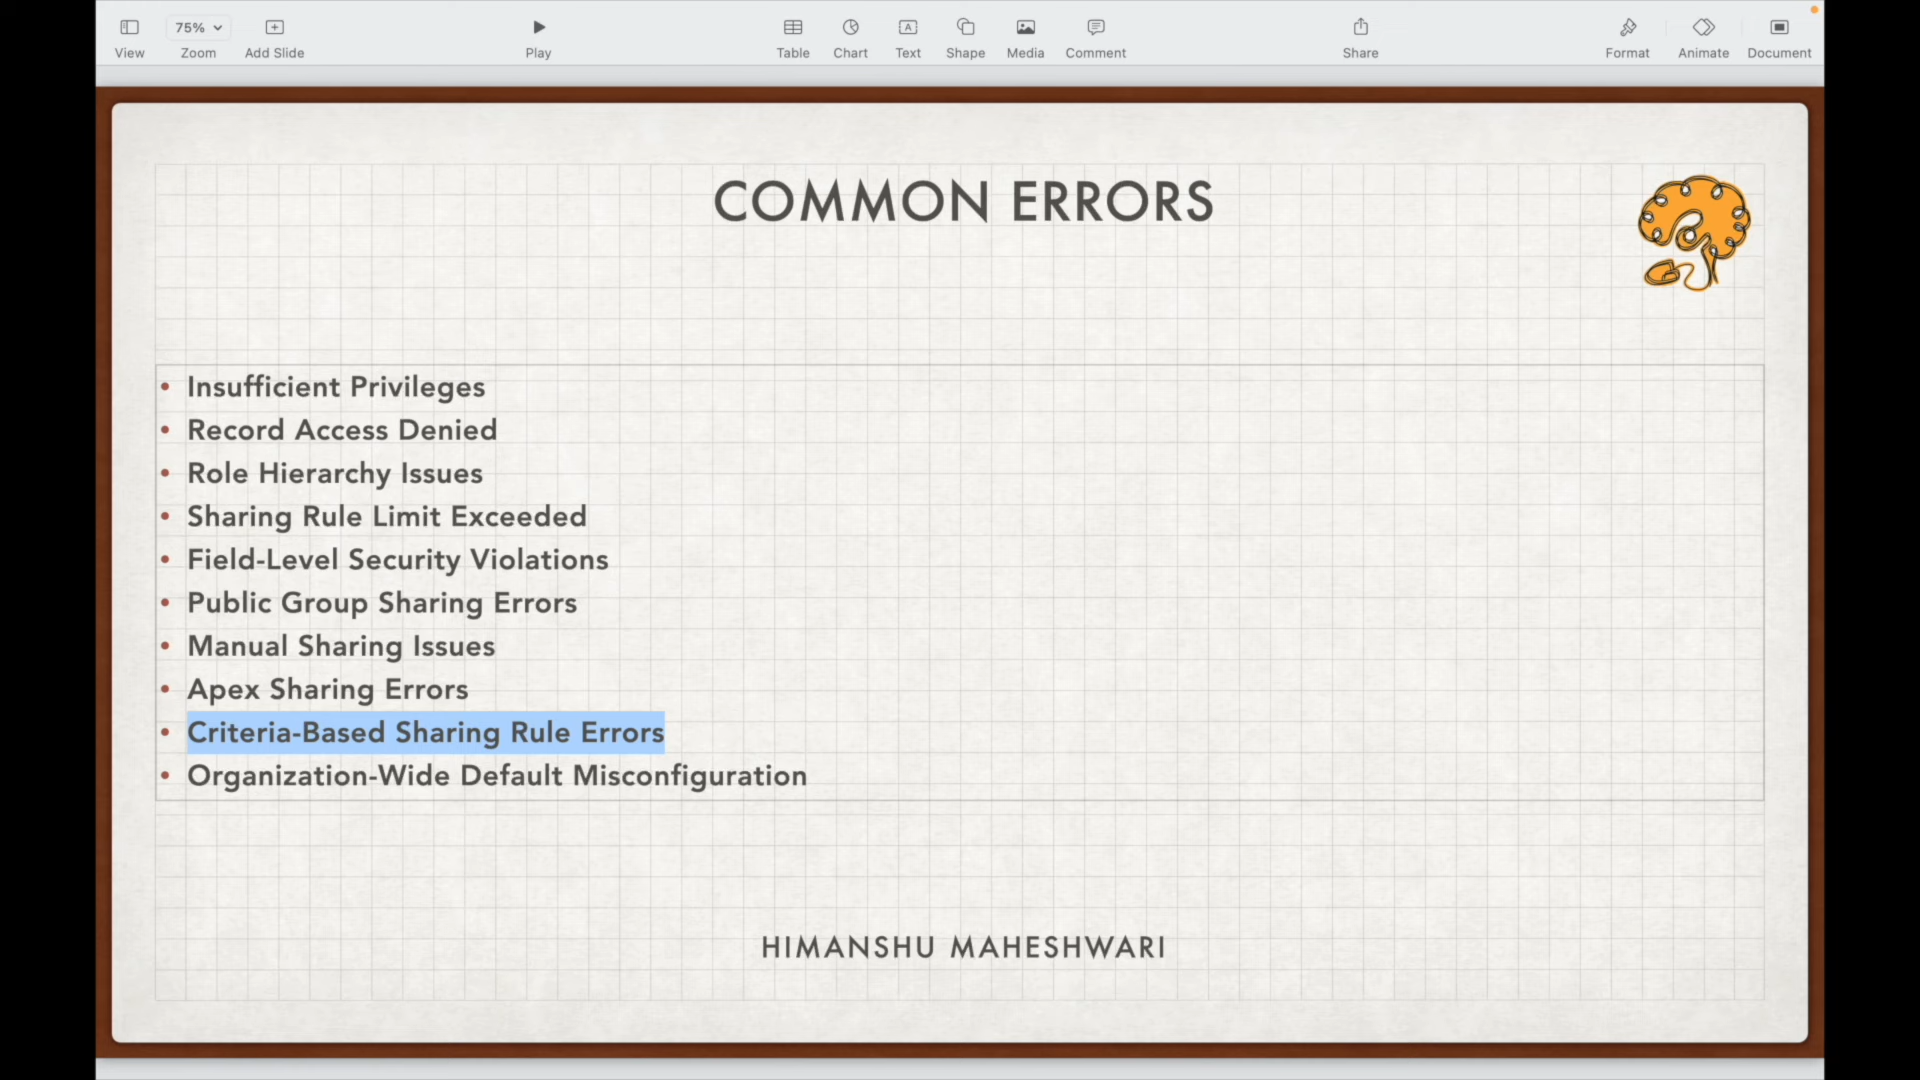 75%
View
Zoom
Add Slide
Play
Table
Chart
Text
Shape
Media
Comment
Share
Format
Animate
Document
COMMON ERRORS
• Insufficient Privileges
• Record Access Denied
• Role Hierarchy Issues
• Sharing Rule Limit Exceeded
• Field-Level Security Violations
• Public Group Sharing Errors
• Manual Sharing Issues
• Apex Sharing Errors
• Criteria-Based Sharing Rule Errors
• Organization-Wide Default Misconfiguration
HIMANSHU MAHESHWARI